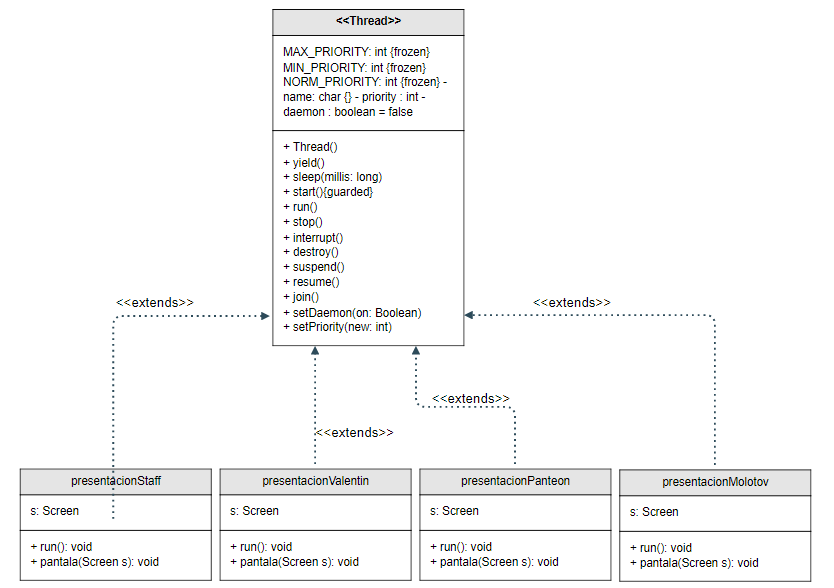 <<Thread>>
MAX_PRIORITY: int {frozen}
MIN_PRIORITY: int {frozen}
NORM_PRIORITY: int {frozen} -
name: char {} - priority : int -
daemon : boolean = false
+ Thread()
+ yield()
+ sleep(millis: long)
+ start(){guarded}
+ run()
+ stop()
+ interrupt()
+ destroy()
+ suspend()
+ resume()
+ join()
+ setDaemon(on: Boolean)
+ setPriority(new: int)
<<extends>>
<<extends>>
<<extends>>
<<extends>>
presentacionStaff
s: Screen
+ run(): void
+ pantala(Screen s): void
presentacionValentin
s: Screen
+ run(): void
+ pantala(Screen s): void
presentacionPanteon
s: Screen
+ run(): void
+ pantala(Screen s): void
presentacionMolotov
s: Screen
+ run(): void
+ pantala(Screen s): void